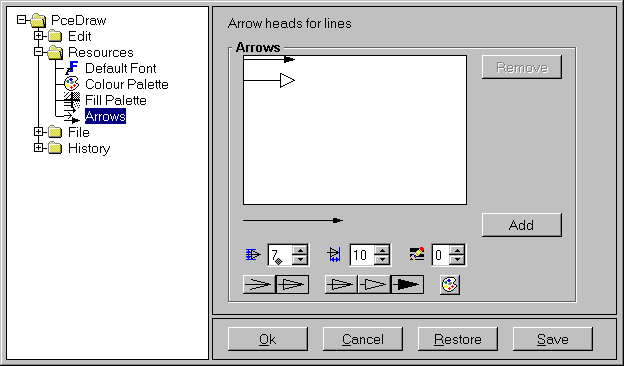 PceDraw
Edit
Resources
Default Font
Colour Palette
Fill Palette
Arrows
File
History
Arrow heads for lines
Arrows
Remove
Add
7
10
0
Ok
Cancel
Restore
Save